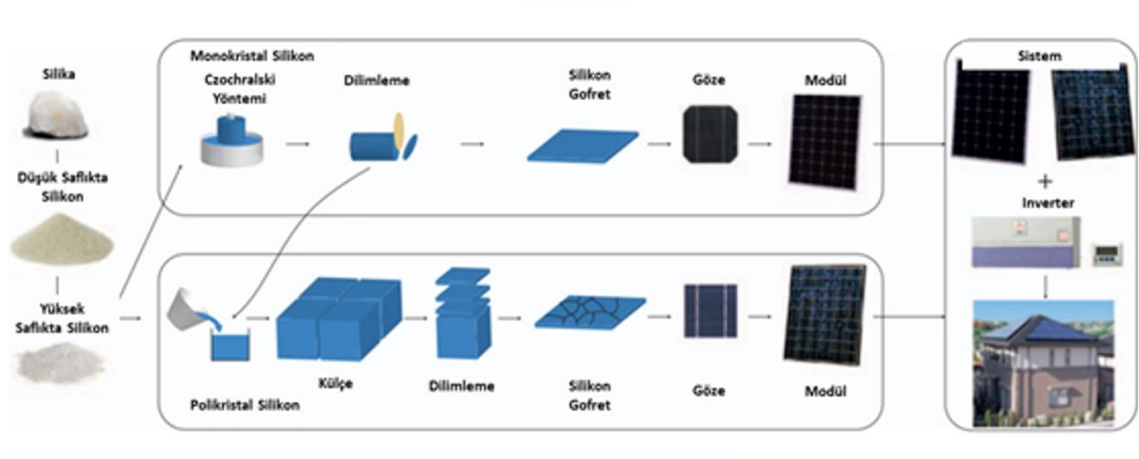 Silika
Düşük Saflıkta
Silikon
Yüksek
Saflıkta Silikon
Monokristal Silikon
Czochralski
Yöntemi
Dilimleme
Silikon
Gofret
Göze
Modül
Külçe
Polikristal Silikon
Dilimleme
Silikon
Gofret
Göze
Modül
Sistem
+
Inverter